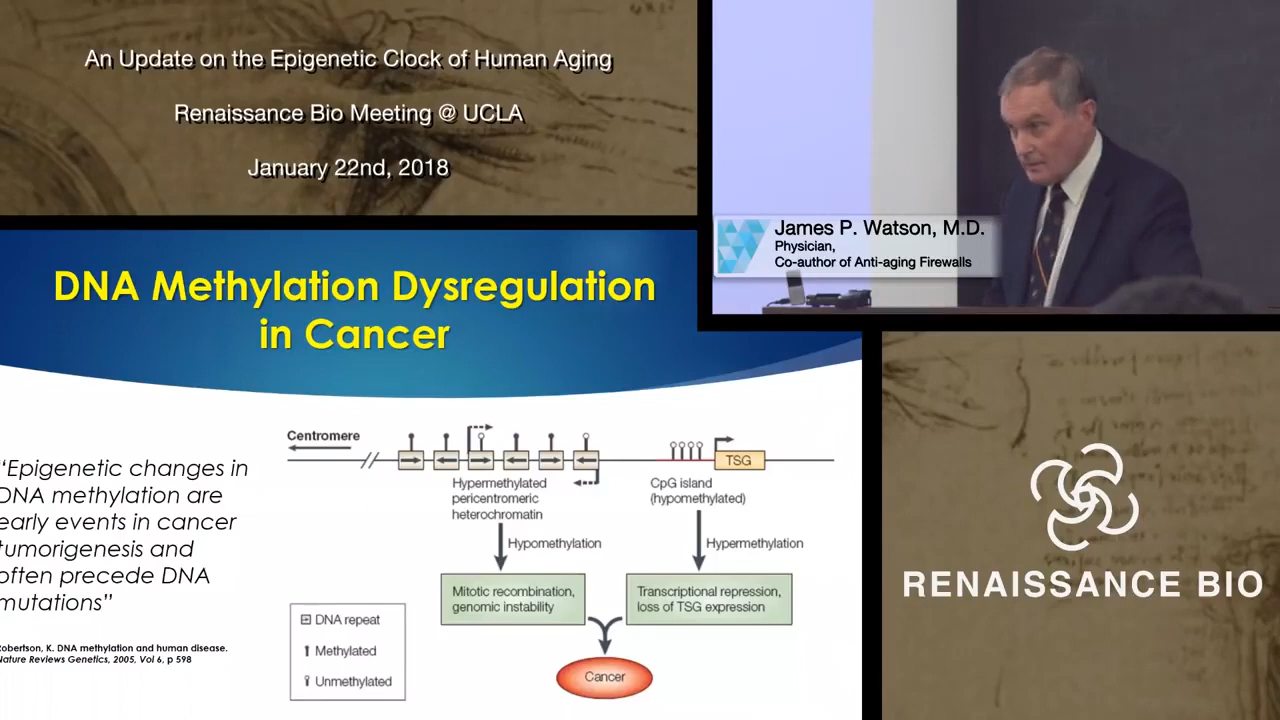 An Update on the Epigenetic Clock of Human Aging
Renaissance Bio Meeting @ UCLA
January 22nd, 2018
James P. Watson, M.D.
Physician,
Co-author of Anti-aging Firewalls
DNA Methylation Dysregulation
in Cancer
“Epigenetic changes in
DNA methylation are
early events in cancer
tumorigenesis and
often precede DNA
mutations”
Robertson, K. DNA methylation and human disease.
Nature Reviews Genetics, 2005, Vol 6, p 598
Centromere
TSG
Hypermethylated
pericentromeric
heterochromatin
CpG island
(hypomethylated)
Hypomethylation
Hypermethylation
Mitotic recombination,
genomic instability
Transcriptional repression,
loss of TSG expression
DNA repeat
Methylated
Unmethylated
Cancer
RENAISSANCE BIO